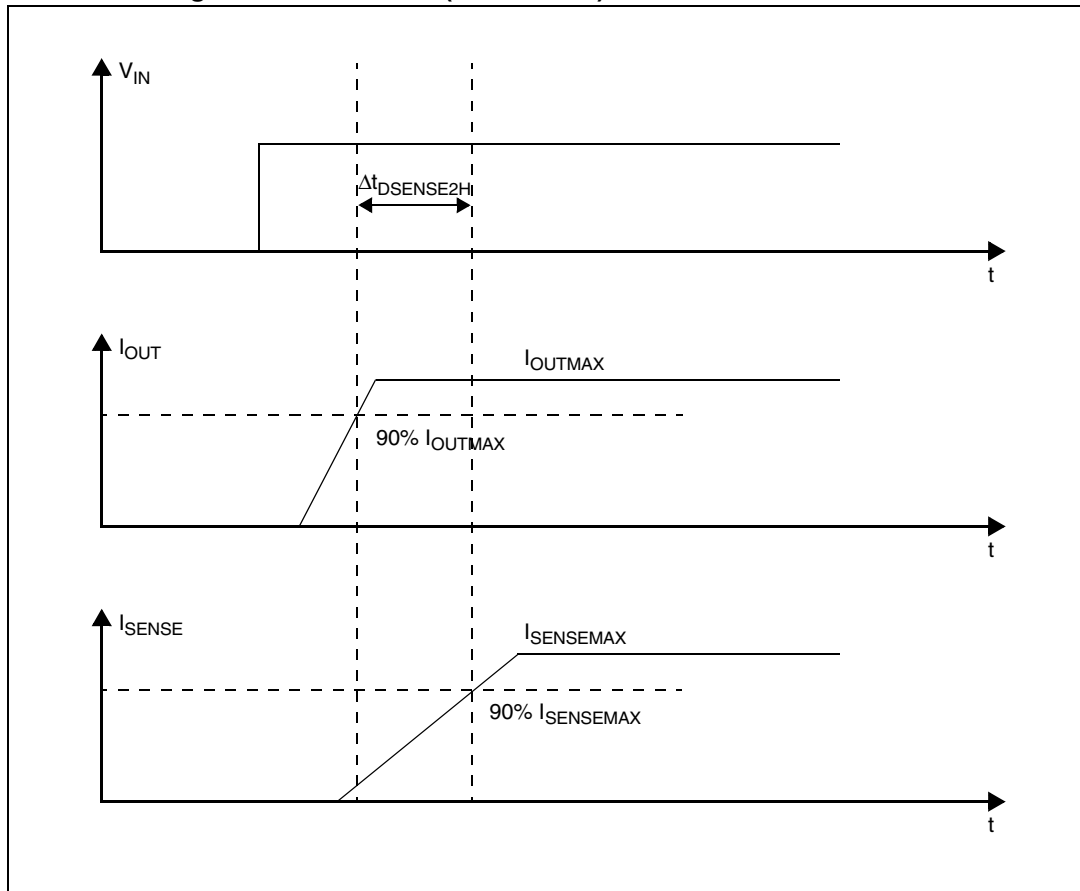 V_IN
Δt_DSENSE2H
t
I_OUT
I_OUTMAX
90% I_OUTMAX
t
I_SENSE
I_SENSEMAX
90% I_SENSEMAX
t